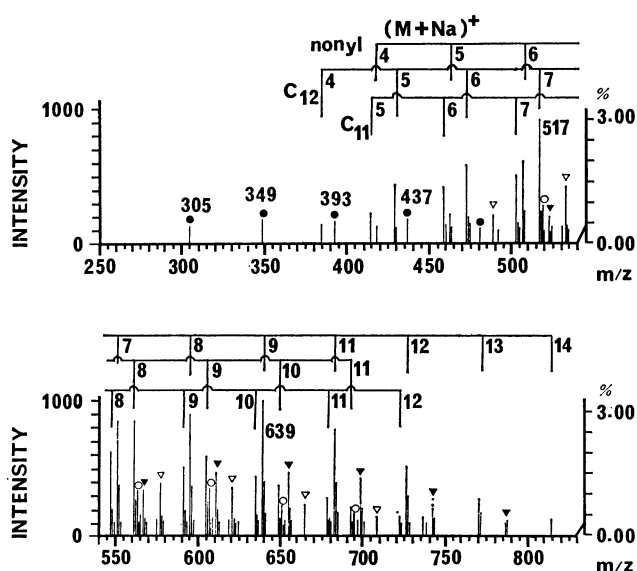 (M+Na)+
nonyl 4 5 6
C12 4 5 6 7
C11 5 6 7
%
1000 3.00
517
305 349 393 437
INTENSITY
0 0.00
250 300 350 400 450 500 m/z
7 8 9 11 12 13 14
8 9 10 11
8 9 10 11 12
%
1000 3.00
639
INTENSITY
0 0.00
550 600 650 700 750 800 m/z